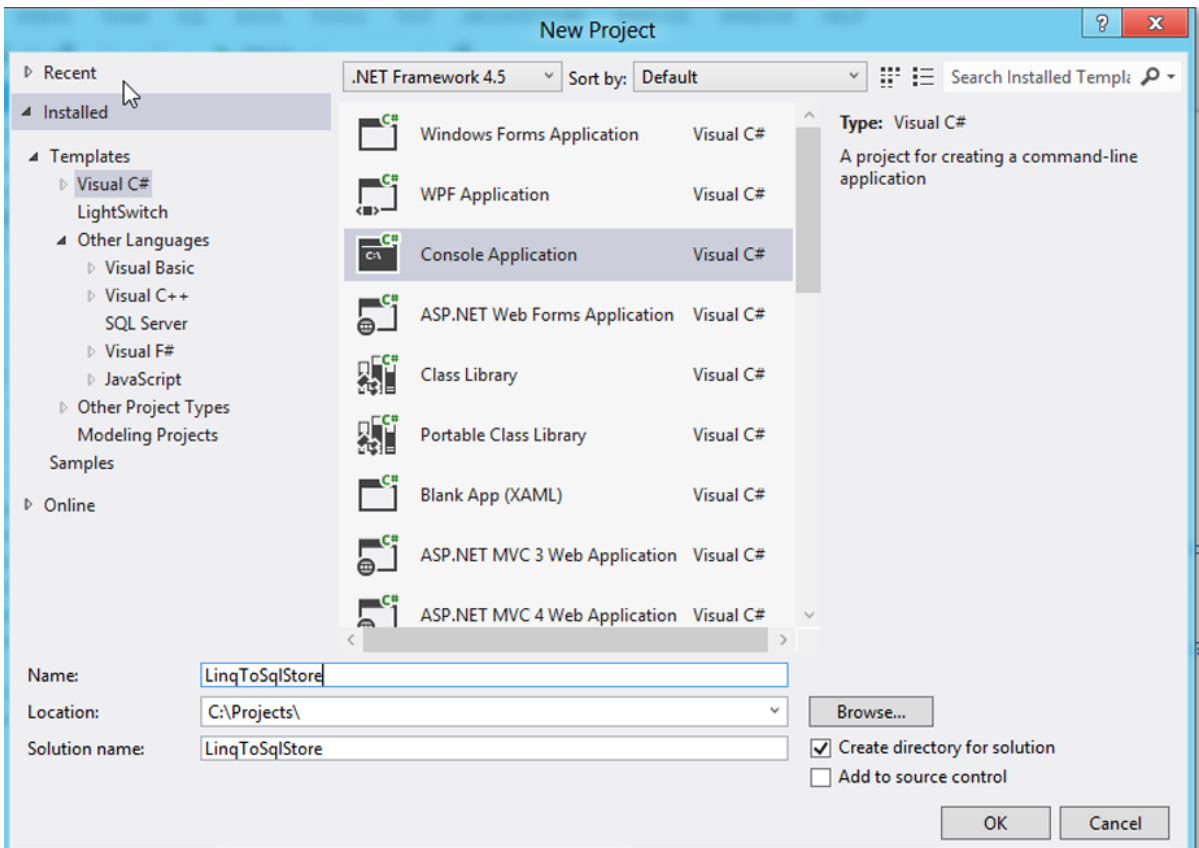 New Project
?
x
Recent
Installed
Templates
Visual C#
LightSwitch
Other Languages
Visual Basic
Visual C++
SQL Server
Visual F#
JavaScript
Other Project Types
Modeling Projects
Samples
Online
.NET Framework 4.5 Sort by: Default
Search Installed Templa
C# Windows Forms Application Visual C#
C# WPF Application Visual C#
C# C:\ Console Application Visual C#
C# ASP.NET Web Forms Application Visual C#
C# Class Library Visual C#
C# Portable Class Library Visual C#
C# Blank App (XAML) Visual C#
C# ASP.NET MVC 3 Web Application Visual C#
C# ASP.NET MVC 4 Web Application Visual C#
Type: Visual C#
A project for creating a command-line
application
Name: LinqToSqlStore
Location: C:\Projects\
Browse...
Solution name: LinqToSqlStore
Create directory for solution
Add to source control
OK Cancel